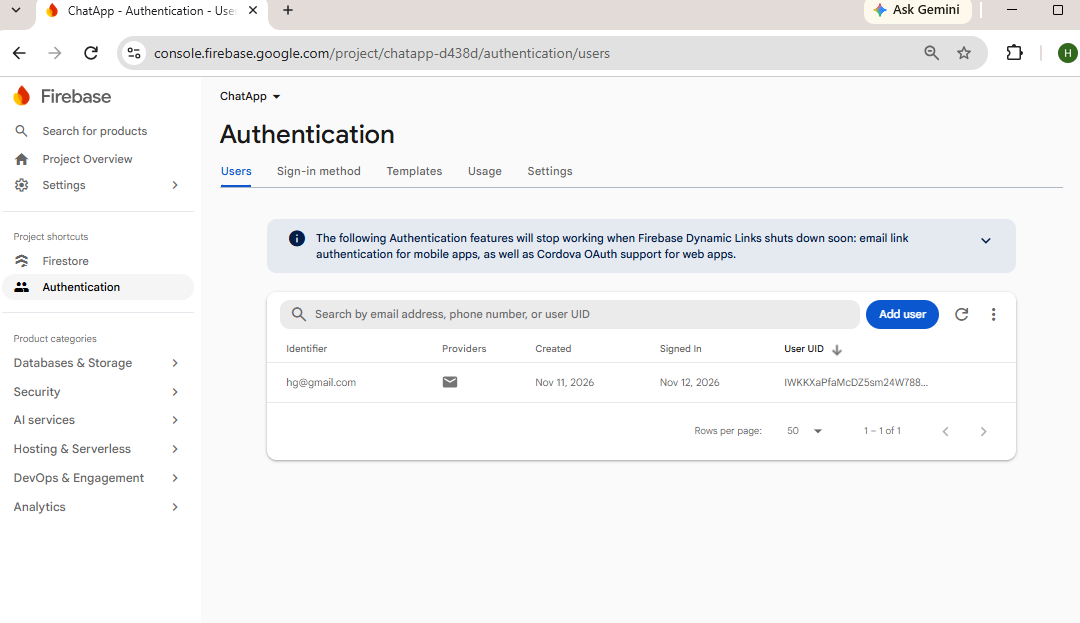 ChatApp - Authentication - Use
Ask Gemini
console.firebase.google.com/project/chatapp-d438d/authentication/users
H
Firebase
Search for products
Project Overview
Settings
Project shortcuts
Firestore
Authentication
Product categories
Databases & Storage
Security
AI services
Hosting & Serverless
DevOps & Engagement
Analytics
ChatApp
Authentication
Users Sign-in method Templates Usage Settings
The following Authentication features will stop working when Firebase Dynamic Links shuts down soon: email link
authentication for mobile apps, as well as Cordova OAuth support for web apps.
Search by email address, phone number, or user UID Add user
Identifier Providers Created Signed In User UID
hg@gmail.com Nov 11, 2026 Nov 12, 2026 IWKKXaPfaMcDZ5sm24W788...
Rows per page: 50 1 – 1 of 1